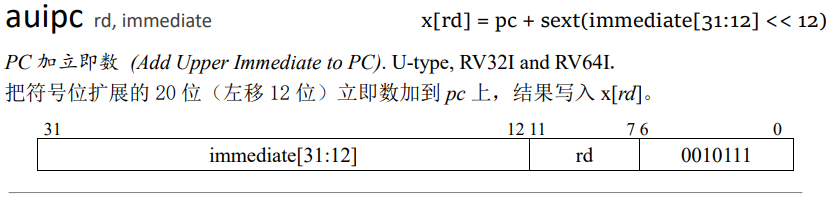 auipc rd, immediate x[rd] = pc + sext(immediate[31:12] << 12)
PC 加立即数 (Add Upper Immediate to PC). U-type, RV32I and RV64I.
把符号位扩展的 20 位（左移 12 位）立即数加到 pc 上，结果写入 x[rd]。
31 12 11 7 6 0
immediate[31:12] rd 0010111